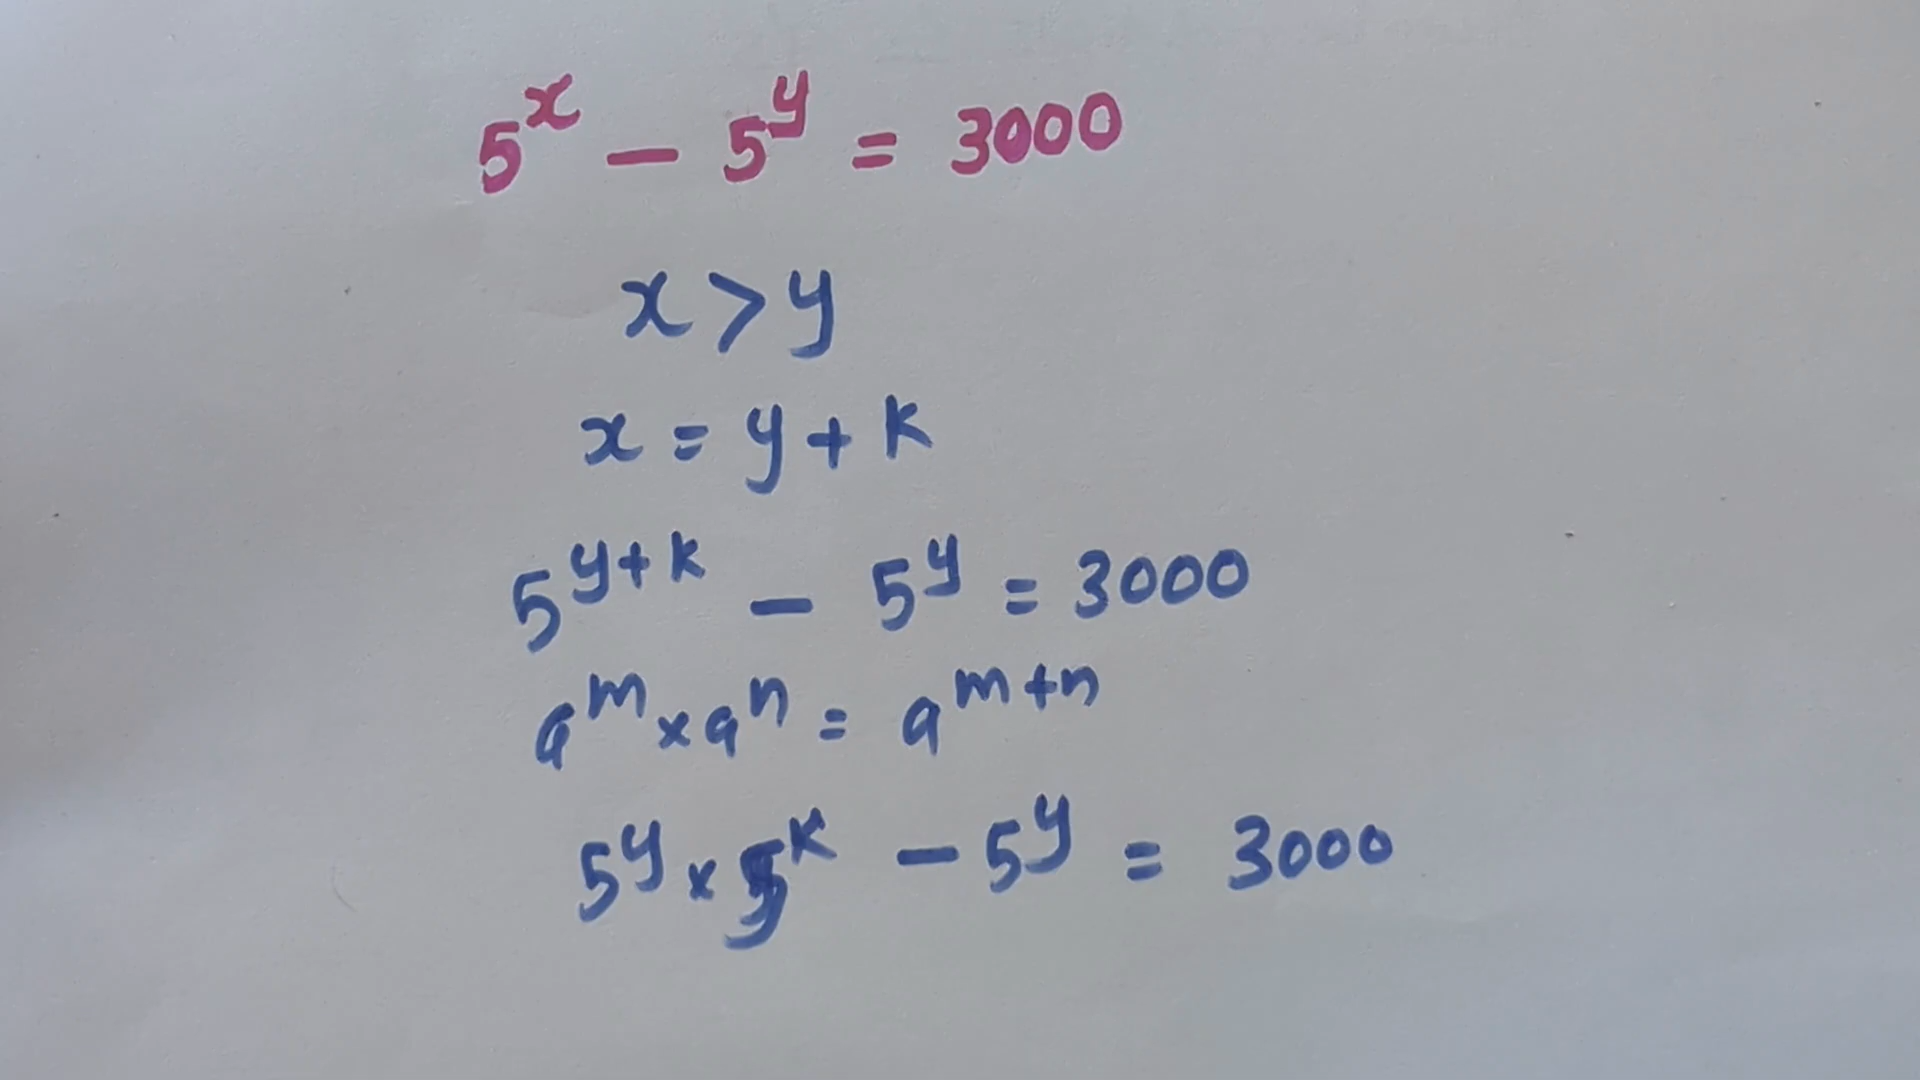 5^x - 5^y = 3000
x > y
x = y + k
5^{y+k} - 5^y = 3000
a^m × a^n = a^{m+n}
5^y × 5^k - 5^y = 3000